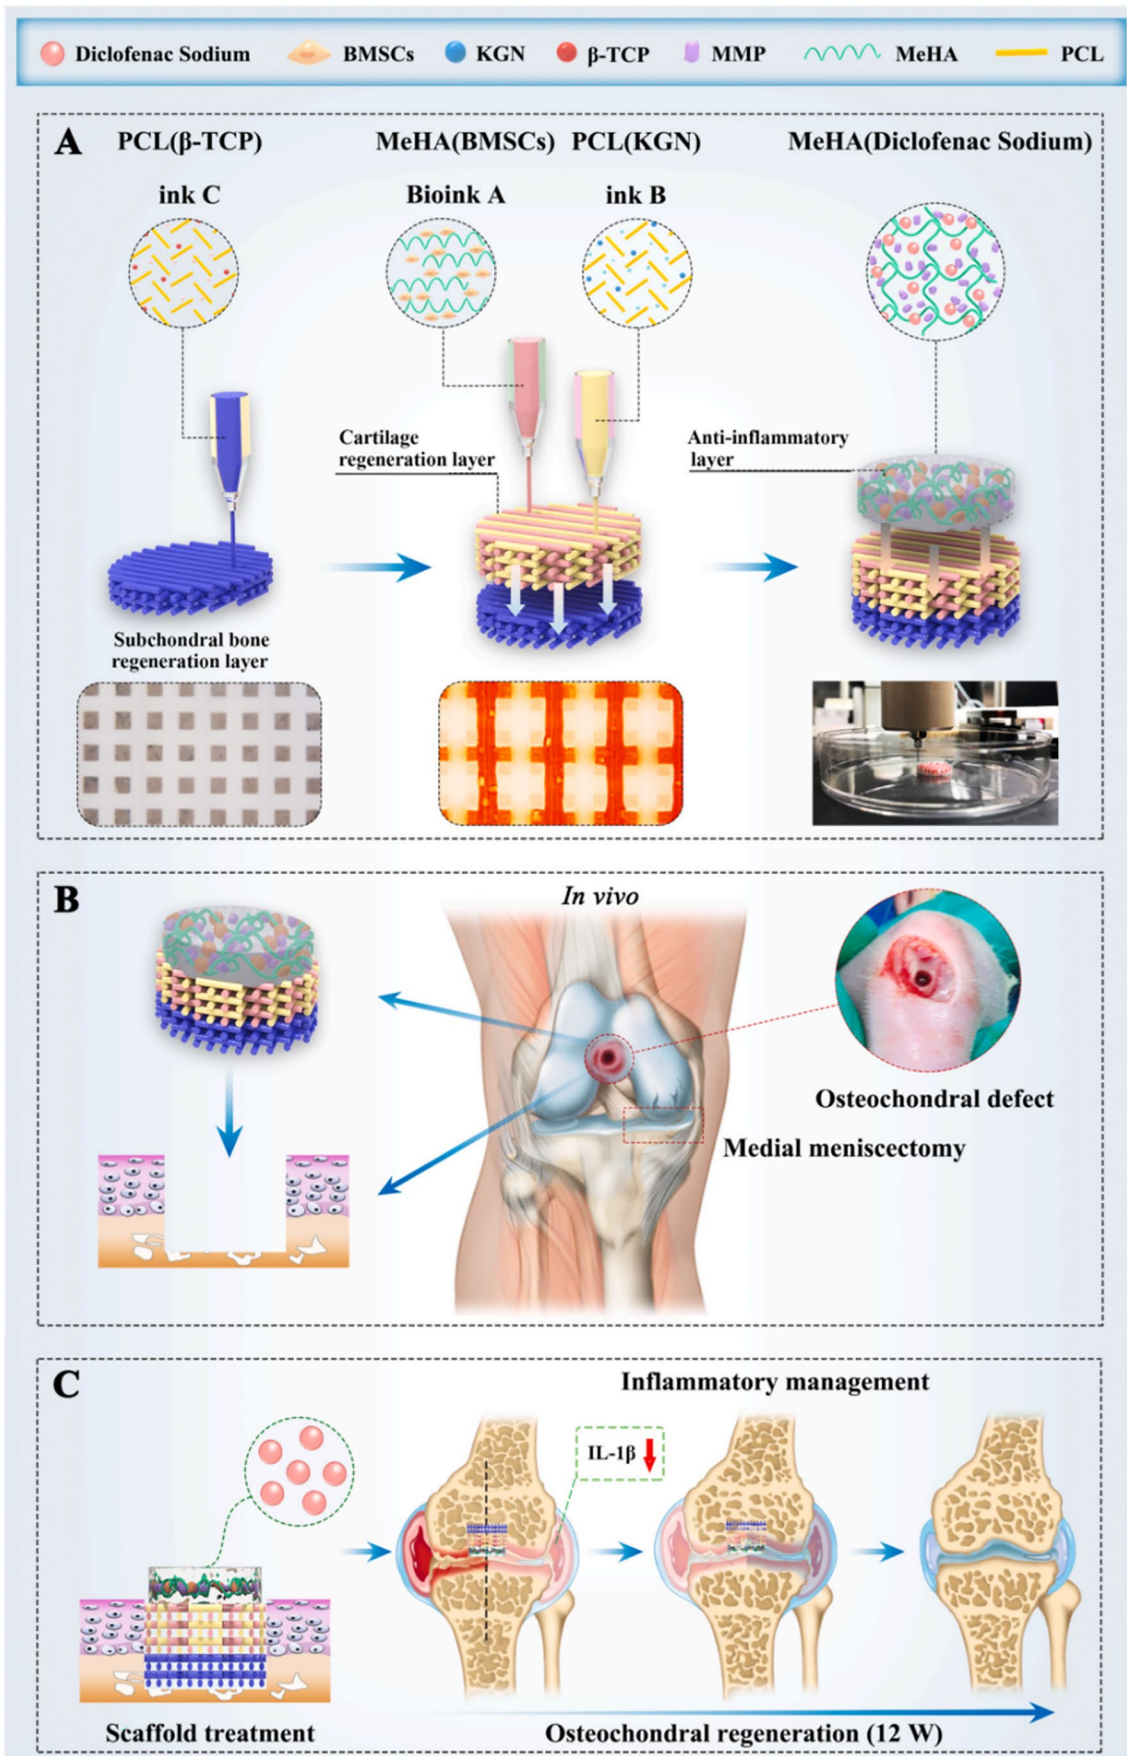 Diclofenac Sodium BMSCs KGN β-TCP MMP MeHA PCL
A
PCL(β-TCP) MeHA(BMSCs) PCL(KGN) MeHA(Diclofenac Sodium)
ink C Bioink A ink B
Cartilage
regeneration layer
Anti-inflammatory
layer
Subchondral bone
regeneration layer
B
In vivo
Osteochondral defect
Medial meniscectomy
C
Inflammatory management
IL-1β
Scaffold treatment
Osteochondral regeneration (12 W)